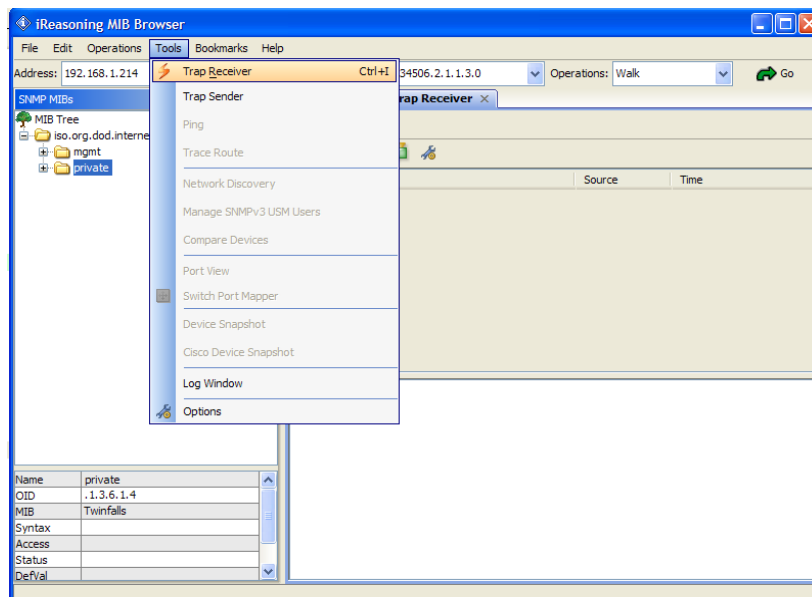 iReasoning MIB Browser
File Edit Operations Tools Bookmarks Help
Address: 192.168.1.214 34506.2.1.1.3.0 Operations: Walk Go
SNMP MIBs
MIB Tree
iso.org.dod.interne
mgmt
private
Trap Receiver Ctrl+I
Trap Sender
Ping
Trace Route
Network Discovery
Manage SNMPv3 USM Users
Compare Devices
Port View
Switch Port Mapper
Device Snapshot
Cisco Device Snapshot
Log Window
Options
rap Receiver
Source Time
Name private
OID .1.3.6.1.4
MIB Twinfalls
Syntax
Access
Status
DefVal